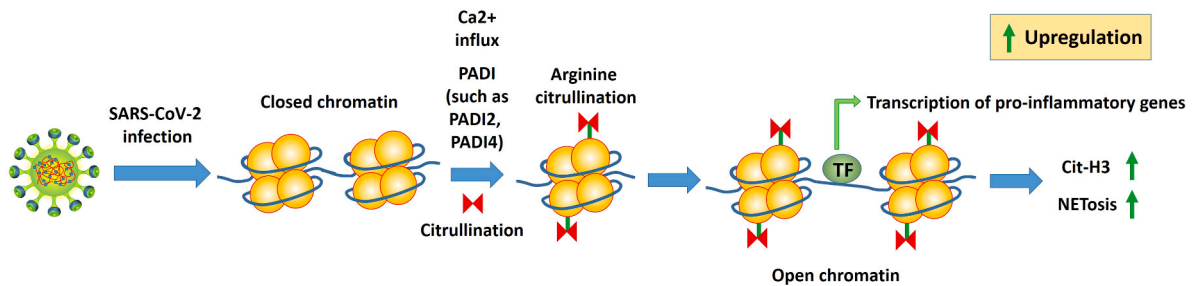 Ca2+
influx
PADI
(such as
PADI2,
PADI4)
Upregulation
SARS-CoV-2
infection
Closed chromatin
Arginine
citrullination
Transcription of pro-inflammatory genes
TF
Citrullination
Cit-H3
NETosis
Open chromatin